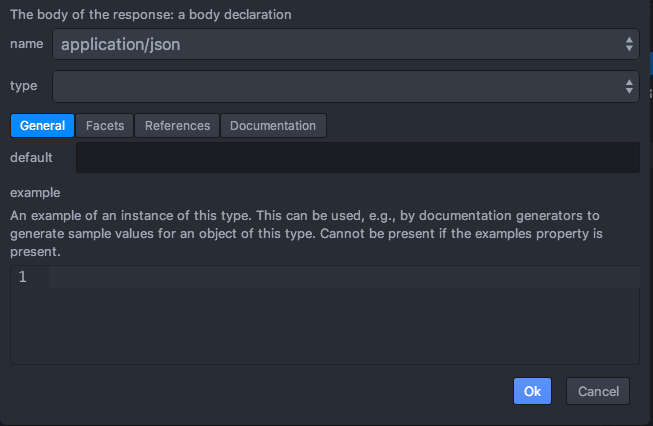 The body of the response: a body declaration
name application/json
type
General Facets References Documentation
default
example
An example of an instance of this type. This can be used, e.g., by documentation generators to
generate sample values for an object of this type. Cannot be present if the examples property is
present.
1
Ok Cancel